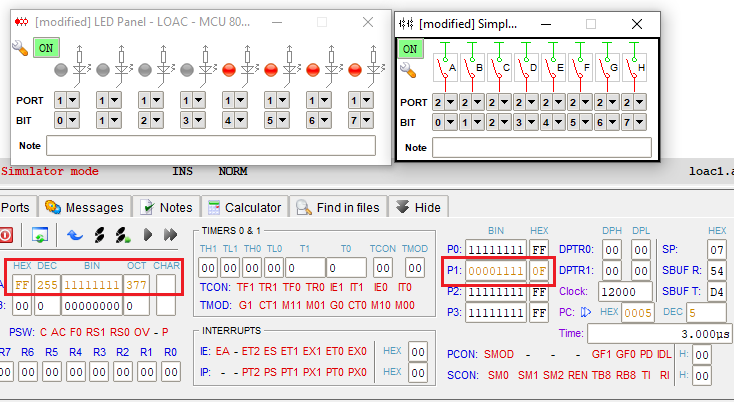 [modified] LED Panel - LOAC - MCU 80...
[modified] Simpl...
ON
ON
A B C D E F G H
PORT 1 1 1 1 1 1 1 1
BIT 0 1 2 3 4 5 6 7
Note
PORT 2 2 2 2 2 2 2 2
BIT 0 1 2 3 4 5 6 7
Note
Simulator mode INS NORM loac1.a
Ports Messages Notes Calculator Find in files Hide
HEX DEC BIN OCT CHAR
A: FF 255 11111111 377
B: 00 0 00000000 0
PSW: C AC F0 RS1 RS0 OV - P
R7 R6 R5 R4 R3 R2 R1 R0
TIMERS 0 & 1
TH1 TL1 TH0 TL0 T1 T0 TCON TMOD
00 00 00 00 0 0 00 00
TCON: TF1 TR1 TF0 TR0 IE1 IT1 IE0 IT0
TMOD: G1 CT1 M11 M01 G0 CT0 M10 M00
INTERRUPTS
IE: EA - ET2 ES ET1 EX1 ET0 EX0 HEX 00
IP: - - PT2 PS PT1 PX1 PT0 PX0 HEX 00
BIN HEX
P0: 11111111 FF
P1: 00001111 0F
P2: 11111111 FF
P3: 11111111 FF
DPH DPL
DPTR0: 00 00
DPTR1: 00 00
Clock: 12000
PC: HEX 0005 DEC 5
SP: 07
SBUF R: 54
SBUF T: D4
Time: 3.000µs
PCON: SMOD - - - GF1 GF0 PD IDL H: 00
SCON: SM0 SM1 SM2 REN TB8 RB8 TI RI H: 00